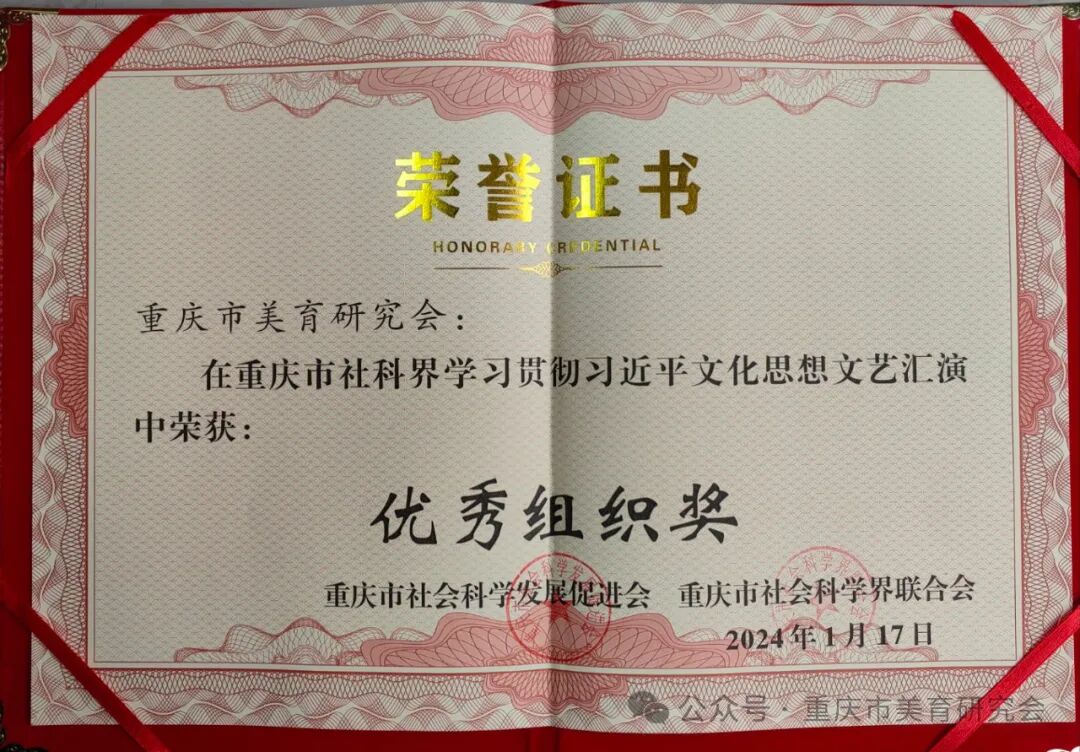 荣誉证书
HONORARY CREDENTIAL
重庆市美育研究会:
在重庆市社科界学习贯彻习近平文化思想文艺汇演
中荣获:
优秀组织奖
重庆市社会科学发展促进会 重庆市社会科学界联合会
2024年1月17日
公众号·重庆市美育研究会